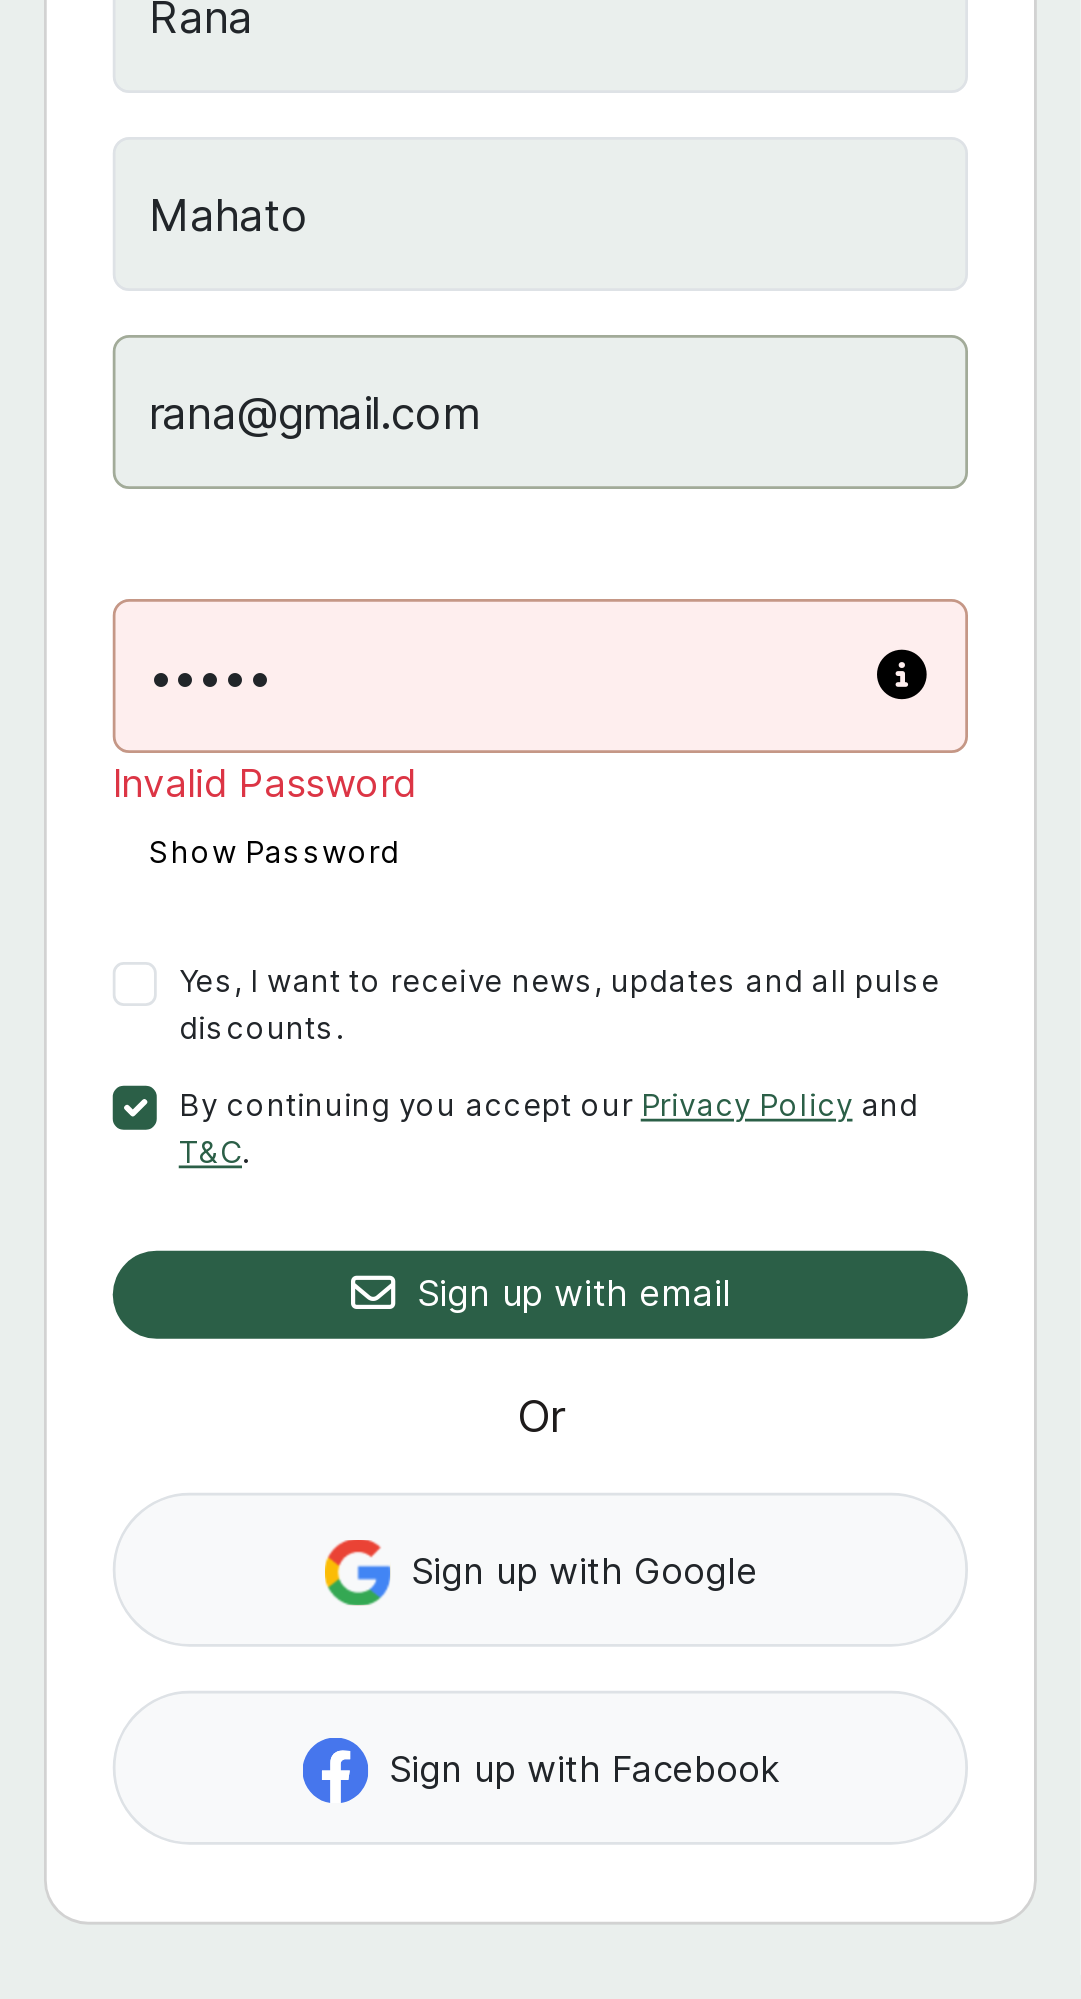 Rana
Mahato
rana@gmail.com
•••••
Invalid Password
Show Password
Yes, I want to receive news, updates and all pulse
discounts.
By continuing you accept our Privacy Policy and
T&C.
Sign up with email
Or
Sign up with Google
Sign up with Facebook